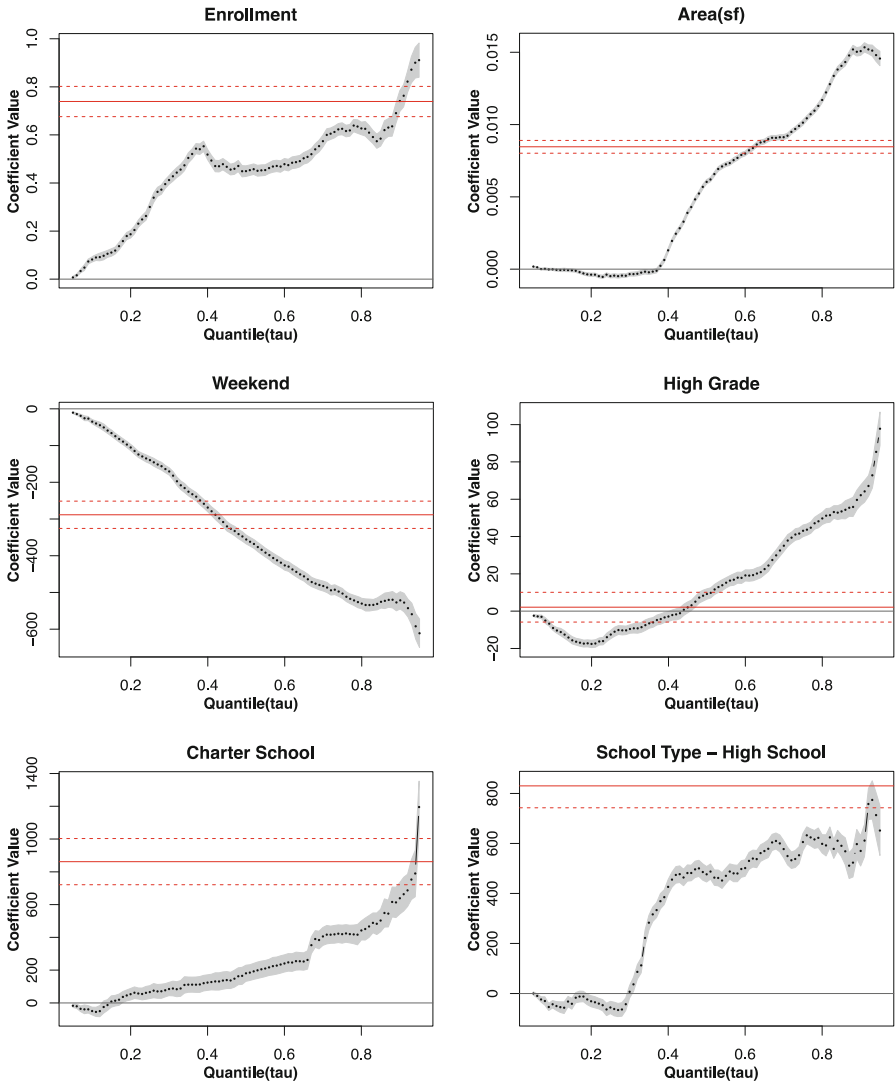 Enrollment
Coefficient Value
0.0 0.2 0.4 0.6 0.8 1.0
0.2 0.4 0.6 0.8
Quantile(tau)
Area(sf)
Coefficient Value
0.000 0.005 0.010 0.015
0.2 0.4 0.6 0.8
Quantile(tau)
Weekend
Coefficient Value
−600 −400 −200 0
0.2 0.4 0.6 0.8
Quantile(tau)
High Grade
Coefficient Value
−20 0 20 40 60 80 100
0.2 0.4 0.6 0.8
Quantile(tau)
Charter School
Coefficient Value
0 200 600 1000 1400
0.2 0.4 0.6 0.8
Quantile(tau)
School Type − High School
Coefficient Value
0 200 400 600 800
0.2 0.4 0.6 0.8
Quantile(tau)